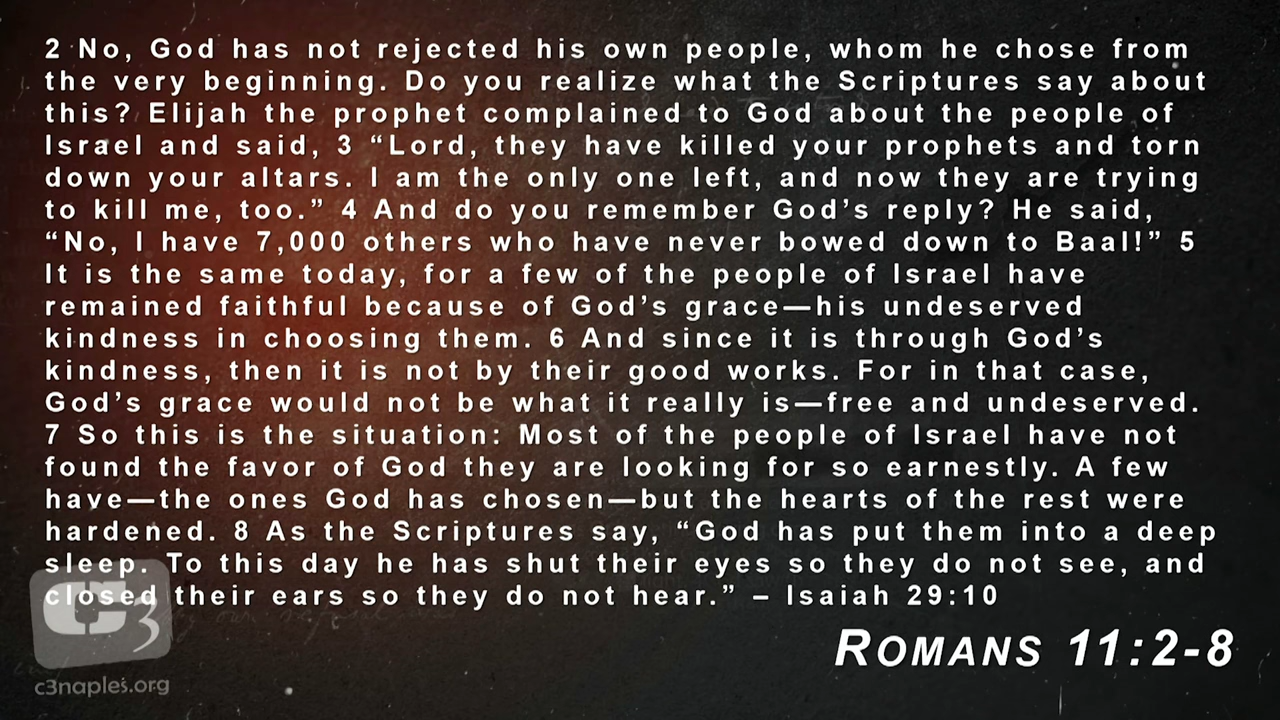 2 No, God has not rejected his own people, whom he chose from
the very beginning. Do you realize what the Scriptures say about
this? Elijah the prophet complained to God about the people of
Israel and said, 3 “Lord, they have killed your prophets and torn
down your altars. I am the only one left, and now they are trying
to kill me, too.” 4 And do you remember God’s reply? He said,
“No, I have 7,000 others who have never bowed down to Baal!” 5
It is the same today, for a few of the people of Israel have
remained faithful because of God’s grace—his undeserved
kindness in choosing them. 6 And since it is through God’s
kindness, then it is not by their good works. For in that case,
God’s grace would not be what it really is—free and undeserved.
7 So this is the situation: Most of the people of Israel have not
found the favor of God they are looking for so earnestly. A few
have—the ones God has chosen—but the hearts of the rest were
hardened. 8 As the Scriptures say, “God has put them into a deep
sleep. To this day he has shut their eyes so they do not see, and
closed their ears so they do not hear.” – Isaiah 29:10
ROMANS 11:2-8
C3
c3naples.org